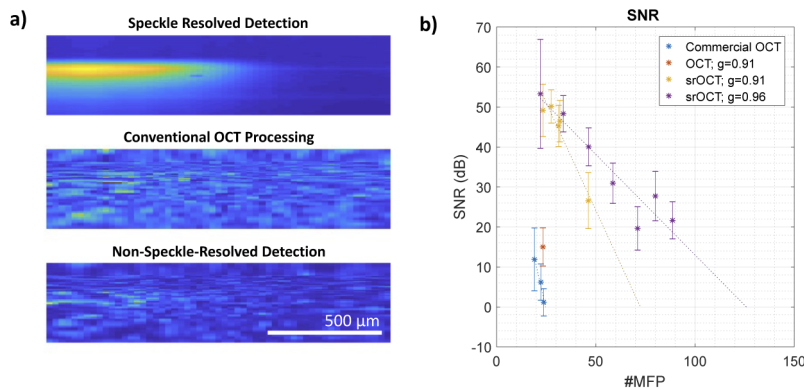 a)
Speckle Resolved Detection
Conventional OCT Processing
Non-Speckle-Resolved Detection
500 µm
b)
SNR
Commercial OCT
OCT; g=0.91
srOCT; g=0.91
srOCT; g=0.96
SNR (dB)
70
60
50
40
30
20
10
0
-10
0
50
100
150
#MFP